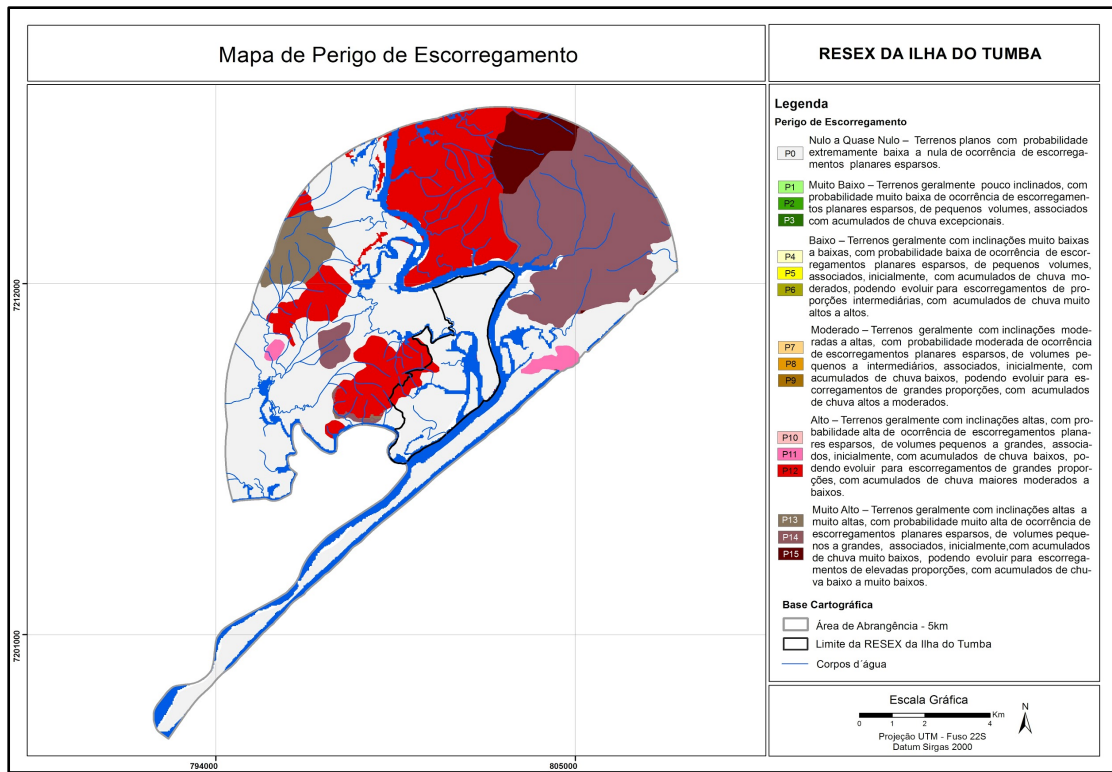 Mapa de Perigo de Escorregamento
RESEX DA ILHA DO TUMBA
7212000
7201000
794000
805000
Legenda
Perigo de Escorregamento
P0
Nulo a Quase Nulo – Terrenos planos com probabilidade
extremamente baixa a nula de ocorrência de escorrega-
mentos planares esparsos.
P1
P2
P3
Muito Baixo – Terrenos geralmente pouco inclinados, com
probabilidade muito baixa de ocorrência de escorregamen-
tos planares esparsos, de pequenos volumes, associados
com acumulados de chuva excepcionais.
P4
P5
P6
Baixo – Terrenos geralmente com inclinações muito baixas
a baixas, com probabilidade baixa de ocorrência de escor-
regamentos planares esparsos, de pequenos volumes,
associados, inicialmente, com acumulados de chuva mo-
derados, podendo evoluir para escorregamentos de pro-
porções intermediárias, com acumulados de chuva muito
altos a altos.
P7
P8
P9
Moderado – Terrenos geralmente com inclinações mode-
radas a altas, com probabilidade moderada de ocorrência
de escorregamentos planares esparsos, de volumes pe-
quenos a intermediários, associados, inicialmente, com
acumulados de chuva baixos, podendo evoluir para es-
corregamentos de grandes proporções, com acumulados
de chuva altos a moderados.
P10
P11
P12
Alto – Terrenos geralmente com inclinações altas, com pro-
babilidade alta de ocorrência de escorregamentos plana-
res esparsos, de volumes pequenos a grandes, associa-
dos, inicialmente, com acumulados de chuva baixos, po-
dendo evoluir para escorregamentos de grandes propor-
ções, com acumulados de chuva maiores moderados a
baixos.
P13
P14
P15
Muito Alto – Terrenos geralmente com inclinações altas a
muito altas, com probabilidade muito alta de ocorrência de
escorregamentos planares esparsos, de volumes peque-
nos a grandes, associados, inicialmente,com acumulados
de chuva muito baixos, podendo evoluir para escorrega-
mentos de elevadas proporções, com acumulados de chu-
va baixo a muito baixos.
Base Cartográfica
Área de Abrangência - 5km
Limite da RESEX da Ilha do Tumba
Corpos d´água
Escala Gráfica
Km
0 1 2 4
N
Projeção UTM - Fuso 22S
Datum Sirgas 2000